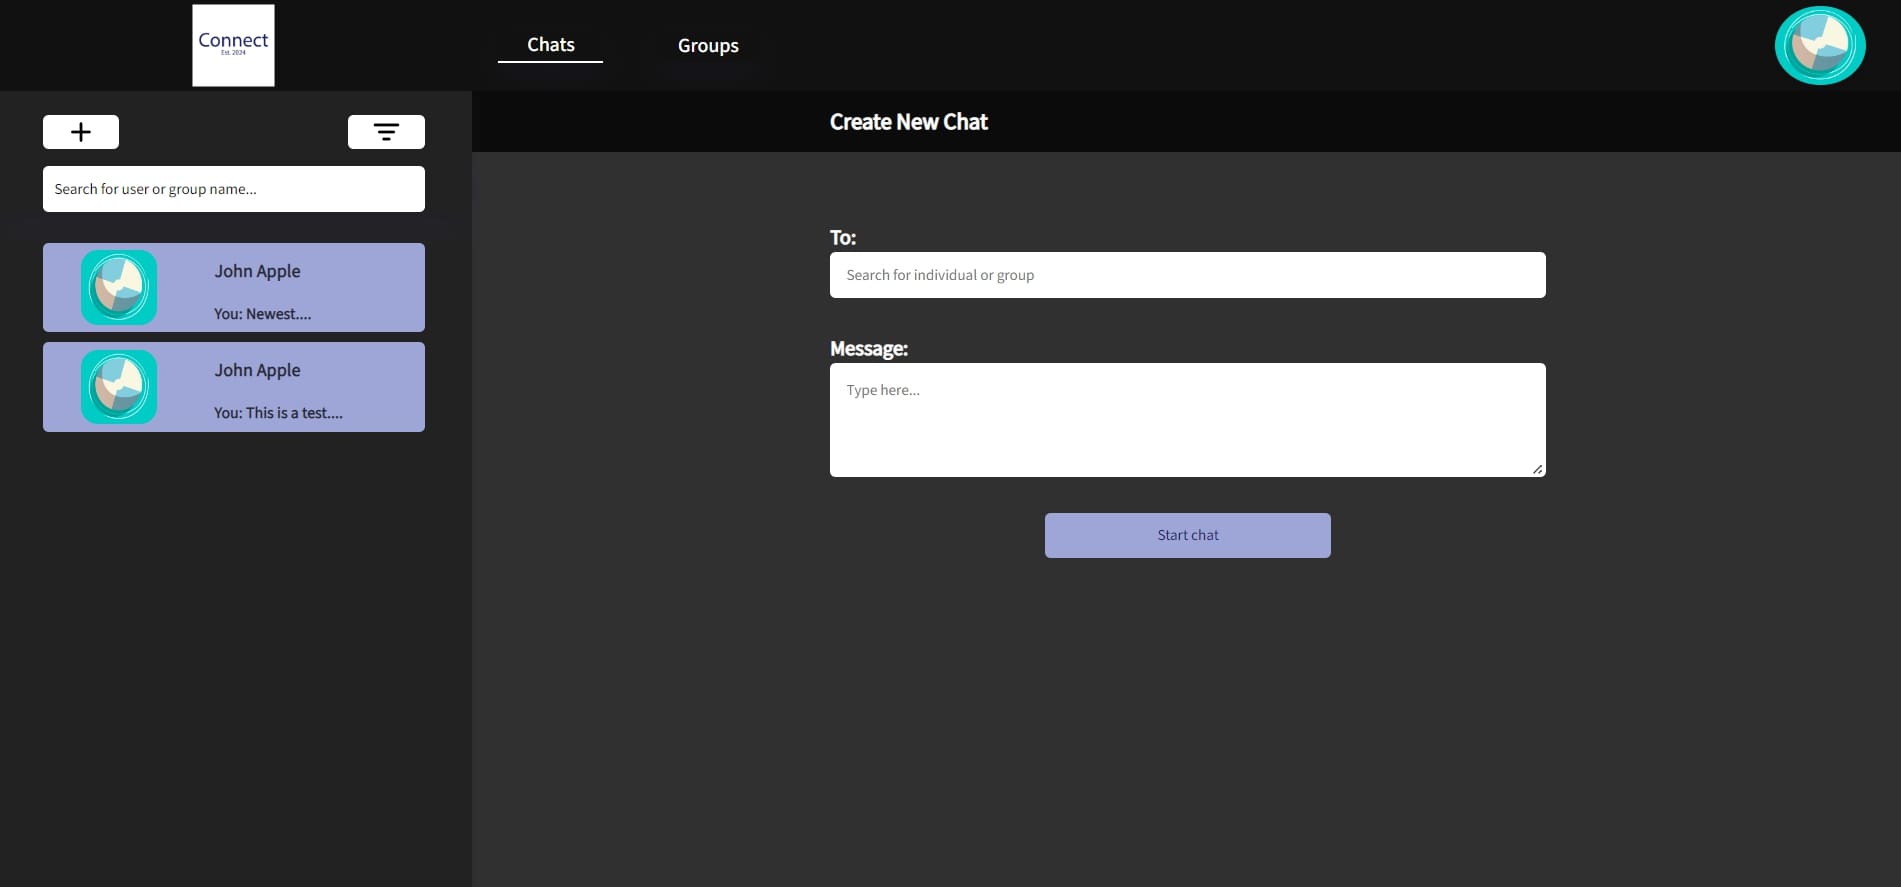 Connect
Est. 2024
Chats
Groups
Create New Chat
Search for user or group name...
John Apple
You: Newest....
John Apple
You: This is a test....
To:
Search for individual or group
Message:
Type here...
Start chat